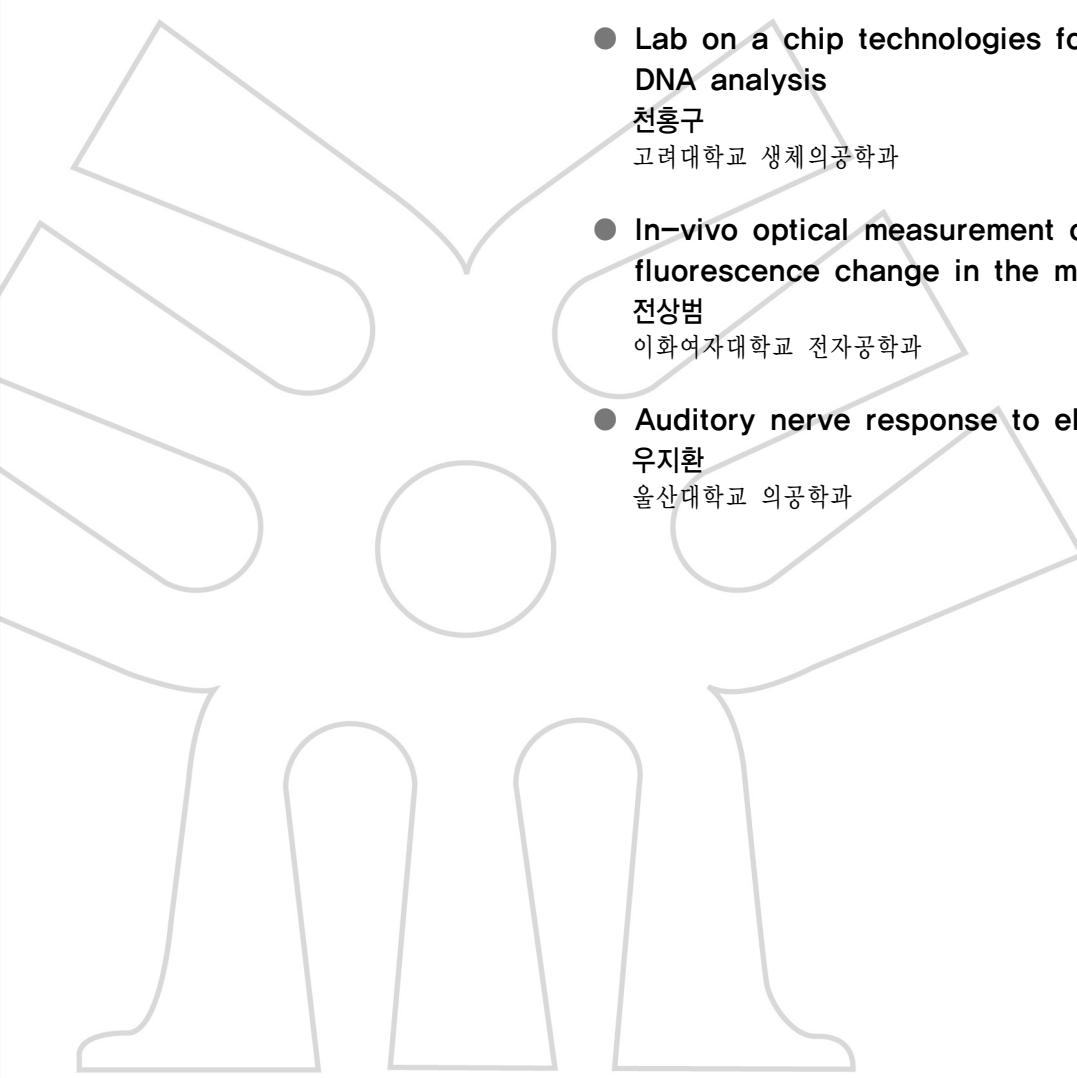 ● Lab on a chip technologies
DNA analysis
천홍구
고려대학교 생체의공학과
● In-vivo optical measurement
fluorescence change in the
전상범
이화여자대학교 전자공학과
● Auditory nerve response to
우지환
울산대학교 의공학과